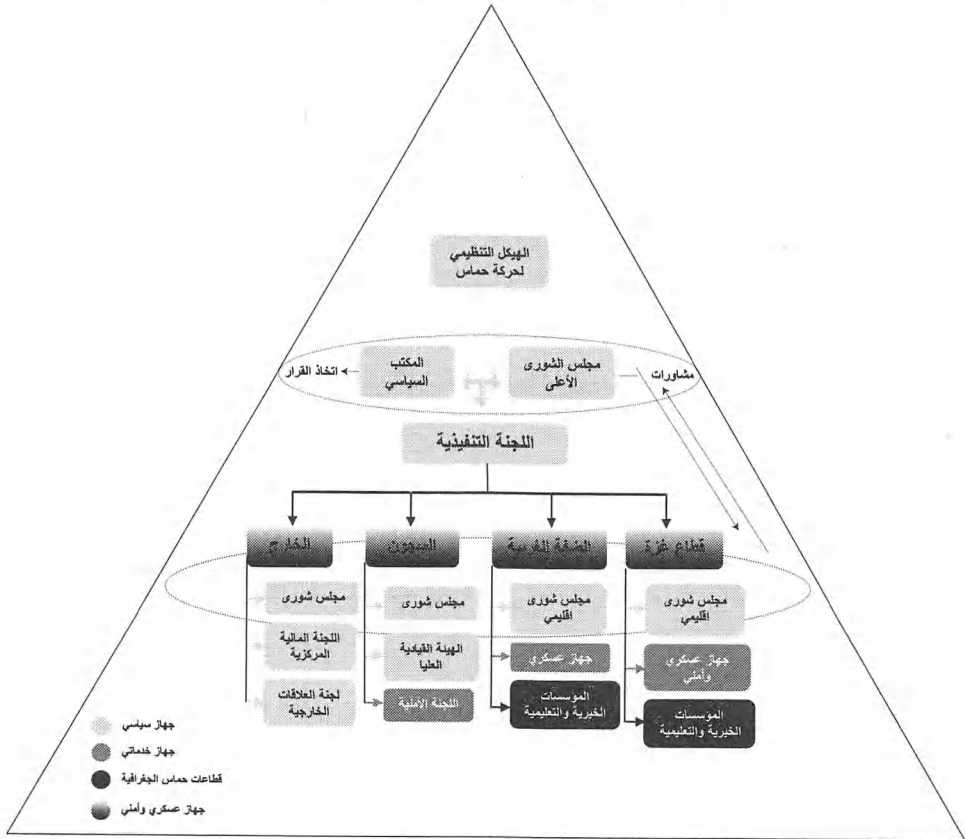 الهيكل التنظيمي
لحركة حماس
مشاورات
مجلس الشورى
الأعلى
المكتب
السياسي
اتخاذ القرار
اللجنة التنفيذية
قطاع غزة
مجلس شورى
اقليمي
جهاز عسكري
وأمني
المؤسسات
الخيرية والتعليمية
الضفة الغربية
مجلس شورى
اقليمي
جهاز عسكري
المؤسسات
الخيرية والتعليمية
السجون
مجلس شورى
الهيئة القيادية
العليا
اللجنة الامنية
الخارج
مجلس شورى
اللجنة المالية
المركزية
لجنة العلاقات
الخارجية
جهاز سياسي
جهاز خدماتي
قطاعات حماس الجغرافية
جهاز عسكري وأمني